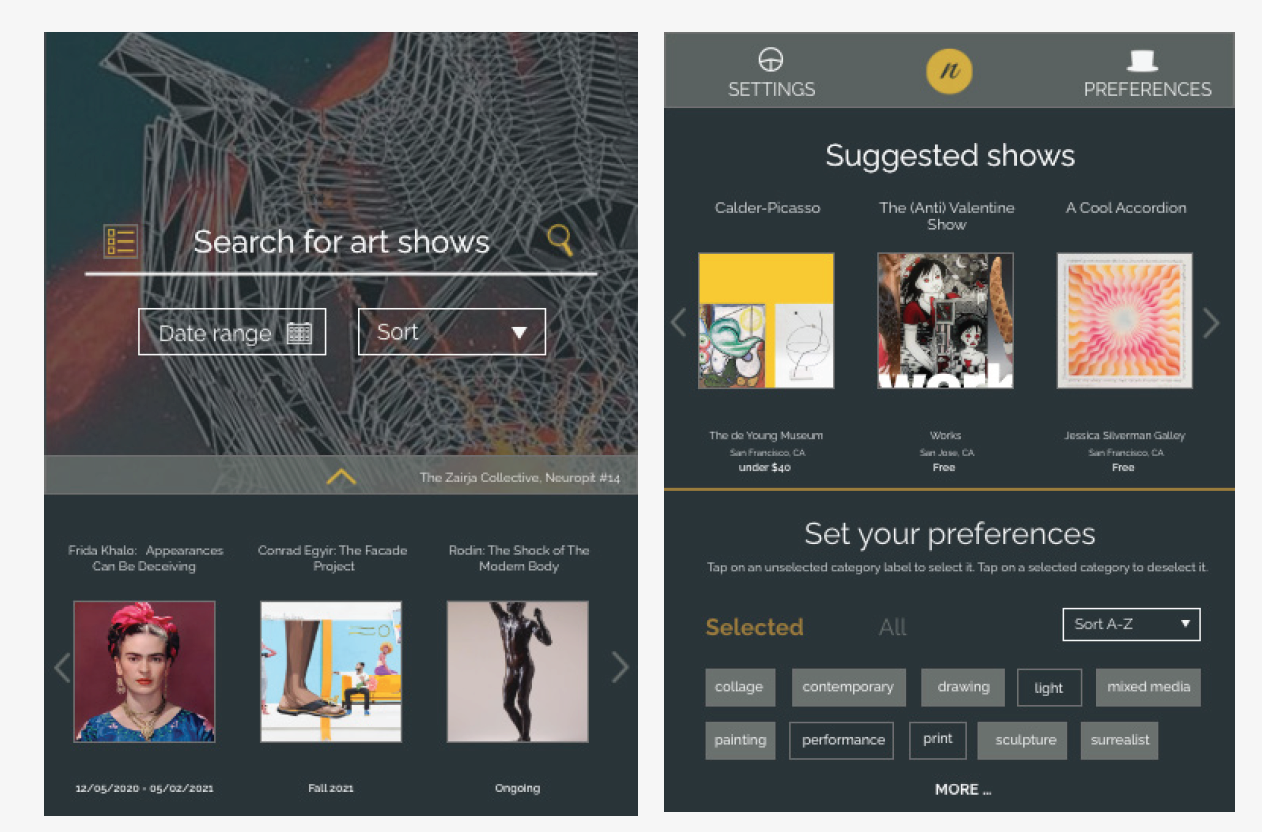 Search for art shows
Date range
Sort
The Zairja Collective, Neuropit #14
Frida Khalo: Appearances
Can Be Deceiving
Conrad Egyir: The Facade
Project
Rodin: The Shock of The
Modern Body
12/05/2020 - 05/02/2021
Fall 2021
Ongoing
SETTINGS
n
PREFERENCES
Suggested shows
Calder-Picasso
The (Anti) Valentine
Show
A Cool Accordion
work
The de Young Museum
San Francisco, CA
under $40
Works
San Jose, CA
Free
Jessica Silverman Galley
San Francisco, CA
Free
Set your preferences
Tap on an unselected category label to select it. Tap on a selected category to deselect it.
Selected
All
Sort A-Z
collage
contemporary
drawing
light
mixed media
painting
performance
print
sculpture
surrealist
MORE ...